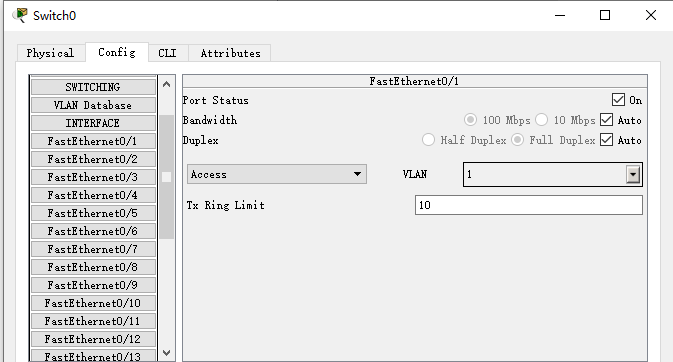 Switch0
Physical Config CLI Attributes
SWITCHING
VLAN Database
INTERFACE
FastEthernet0/1
FastEthernet0/2
FastEthernet0/3
FastEthernet0/4
FastEthernet0/5
FastEthernet0/6
FastEthernet0/7
FastEthernet0/8
FastEthernet0/9
FastEthernet0/10
FastEthernet0/11
FastEthernet0/12
FastEthernet0/13
FastEthernet0/1
Port Status On
Bandwidth 100 Mbps 10 Mbps Auto
Duplex Half Duplex Full Duplex Auto
Access VLAN 1
Tx Ring Limit 10